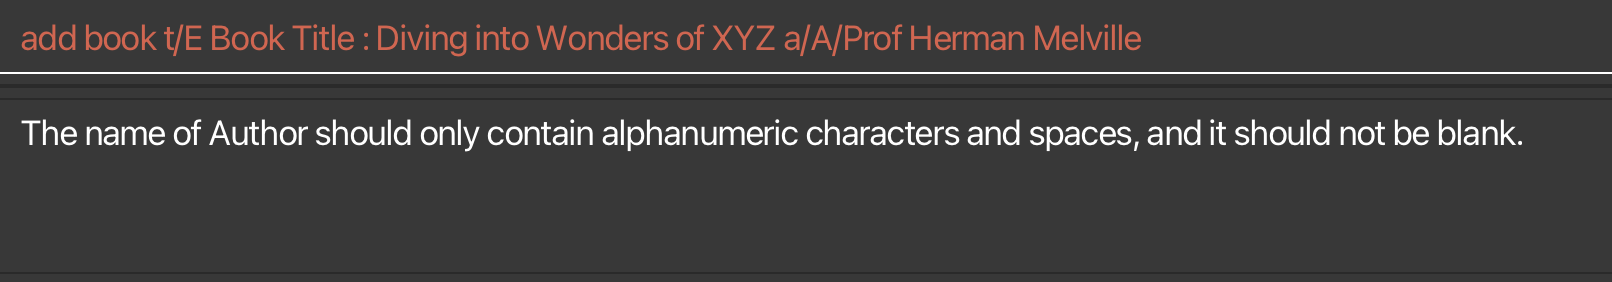 add book t/E Book Title : Diving into Wonders of XYZ a/A/Prof Herman Melville
The name of Author should only contain alphanumeric characters and spaces, and it should not be blank.